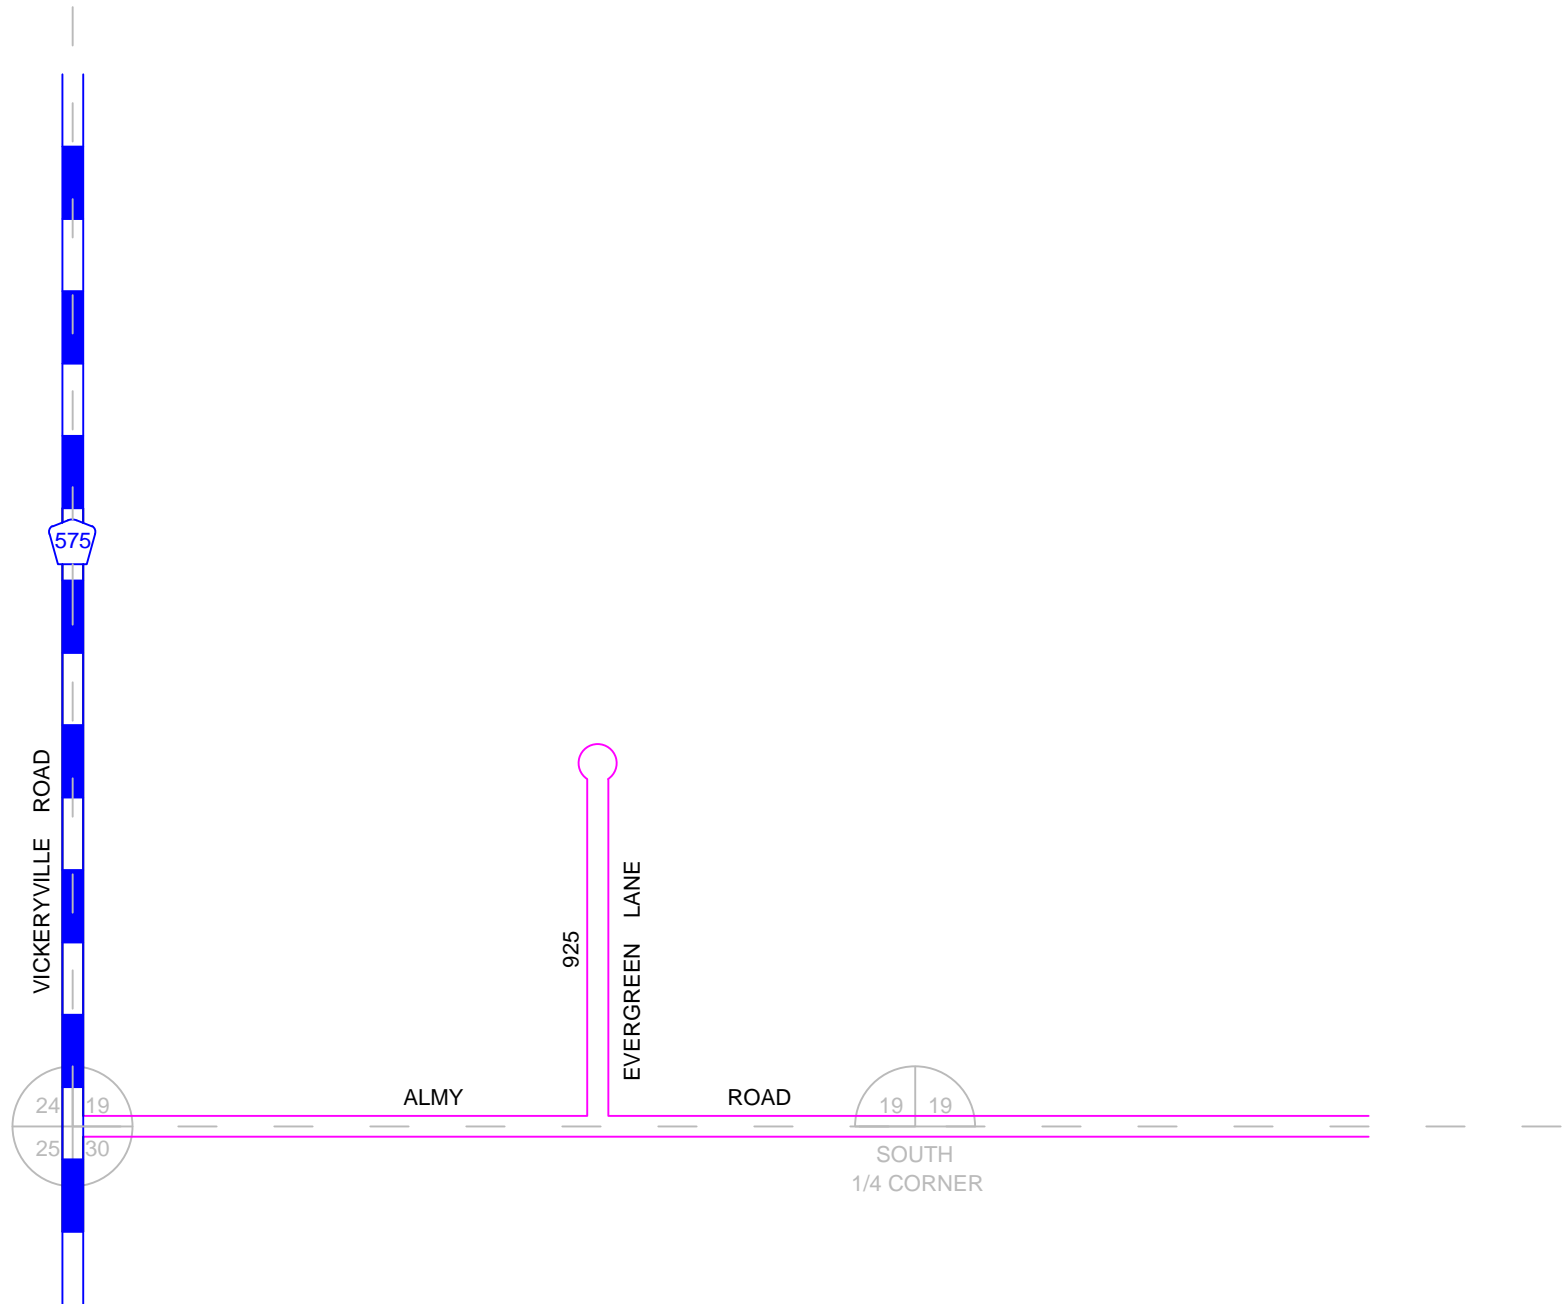 575
VICKERYVILLE ROAD
925
EVERGREEN LANE
ALMY ROAD
24 19
25 30
19 19
SOUTH
1/4 CORNER